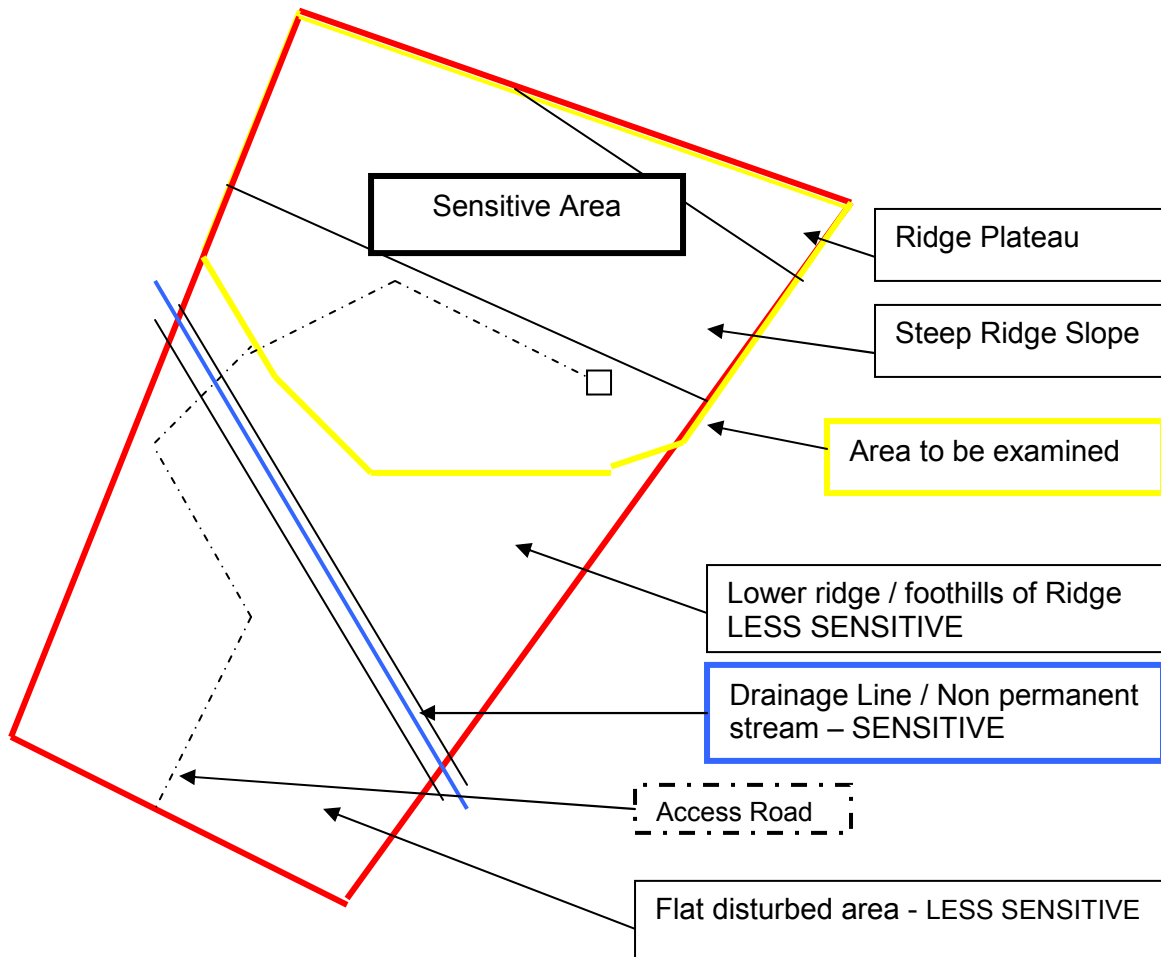 Sensitive Area
Ridge Plateau
Steep Ridge Slope
Area to be examined
Lower ridge / foothills of Ridge
LESS SENSITIVE
Drainage Line / Non permanent
stream – SENSITIVE
Access Road
Flat disturbed area - LESS SENSITIVE